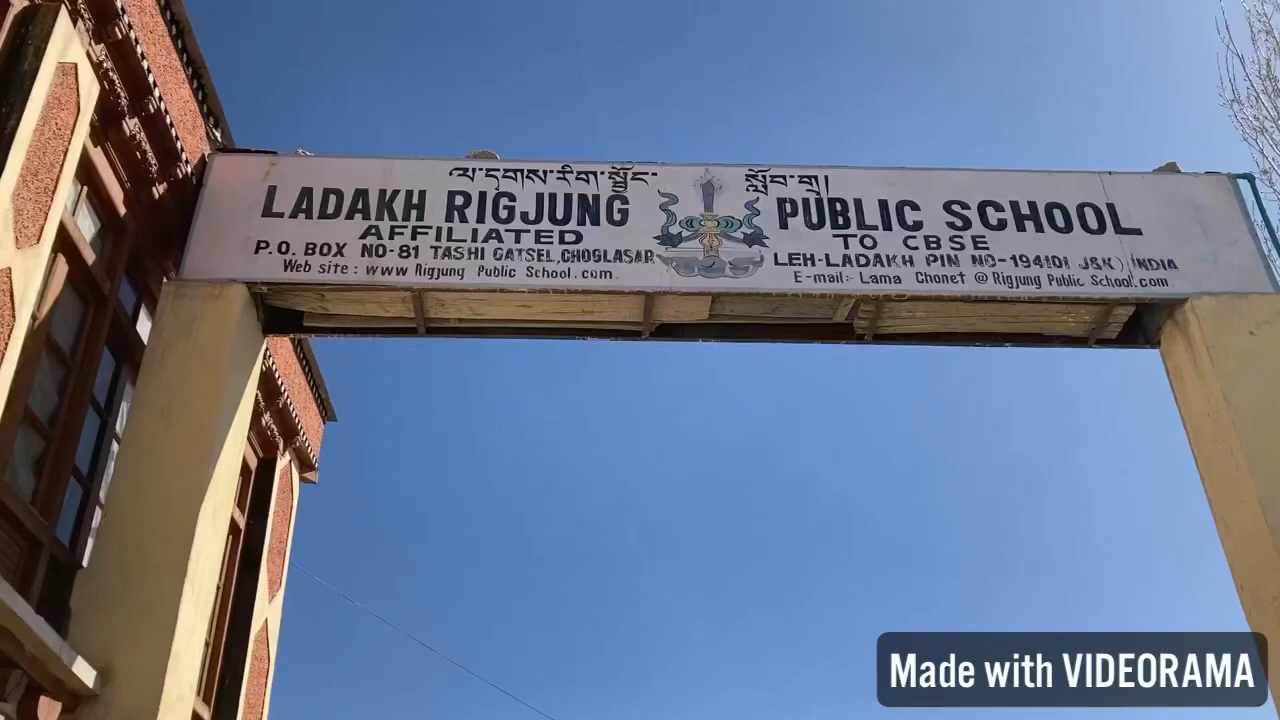 ལ་དྭགས་རིག་སྦྱོང་ སློབ་གྲྭ།
LADAKH RIGJUNG PUBLIC SCHOOL
AFFILIATED TO CBSE
P.O. BOX NO-81 TASHI GATSEL,CHOGLASAR LEH-LADAKH PIN NO-194101 J&K) INDIA
Web site : www Rigjung Public School.com E-mail:- Lama Chonet @ Rigjung Public School.com
Made with VIDEORAMA